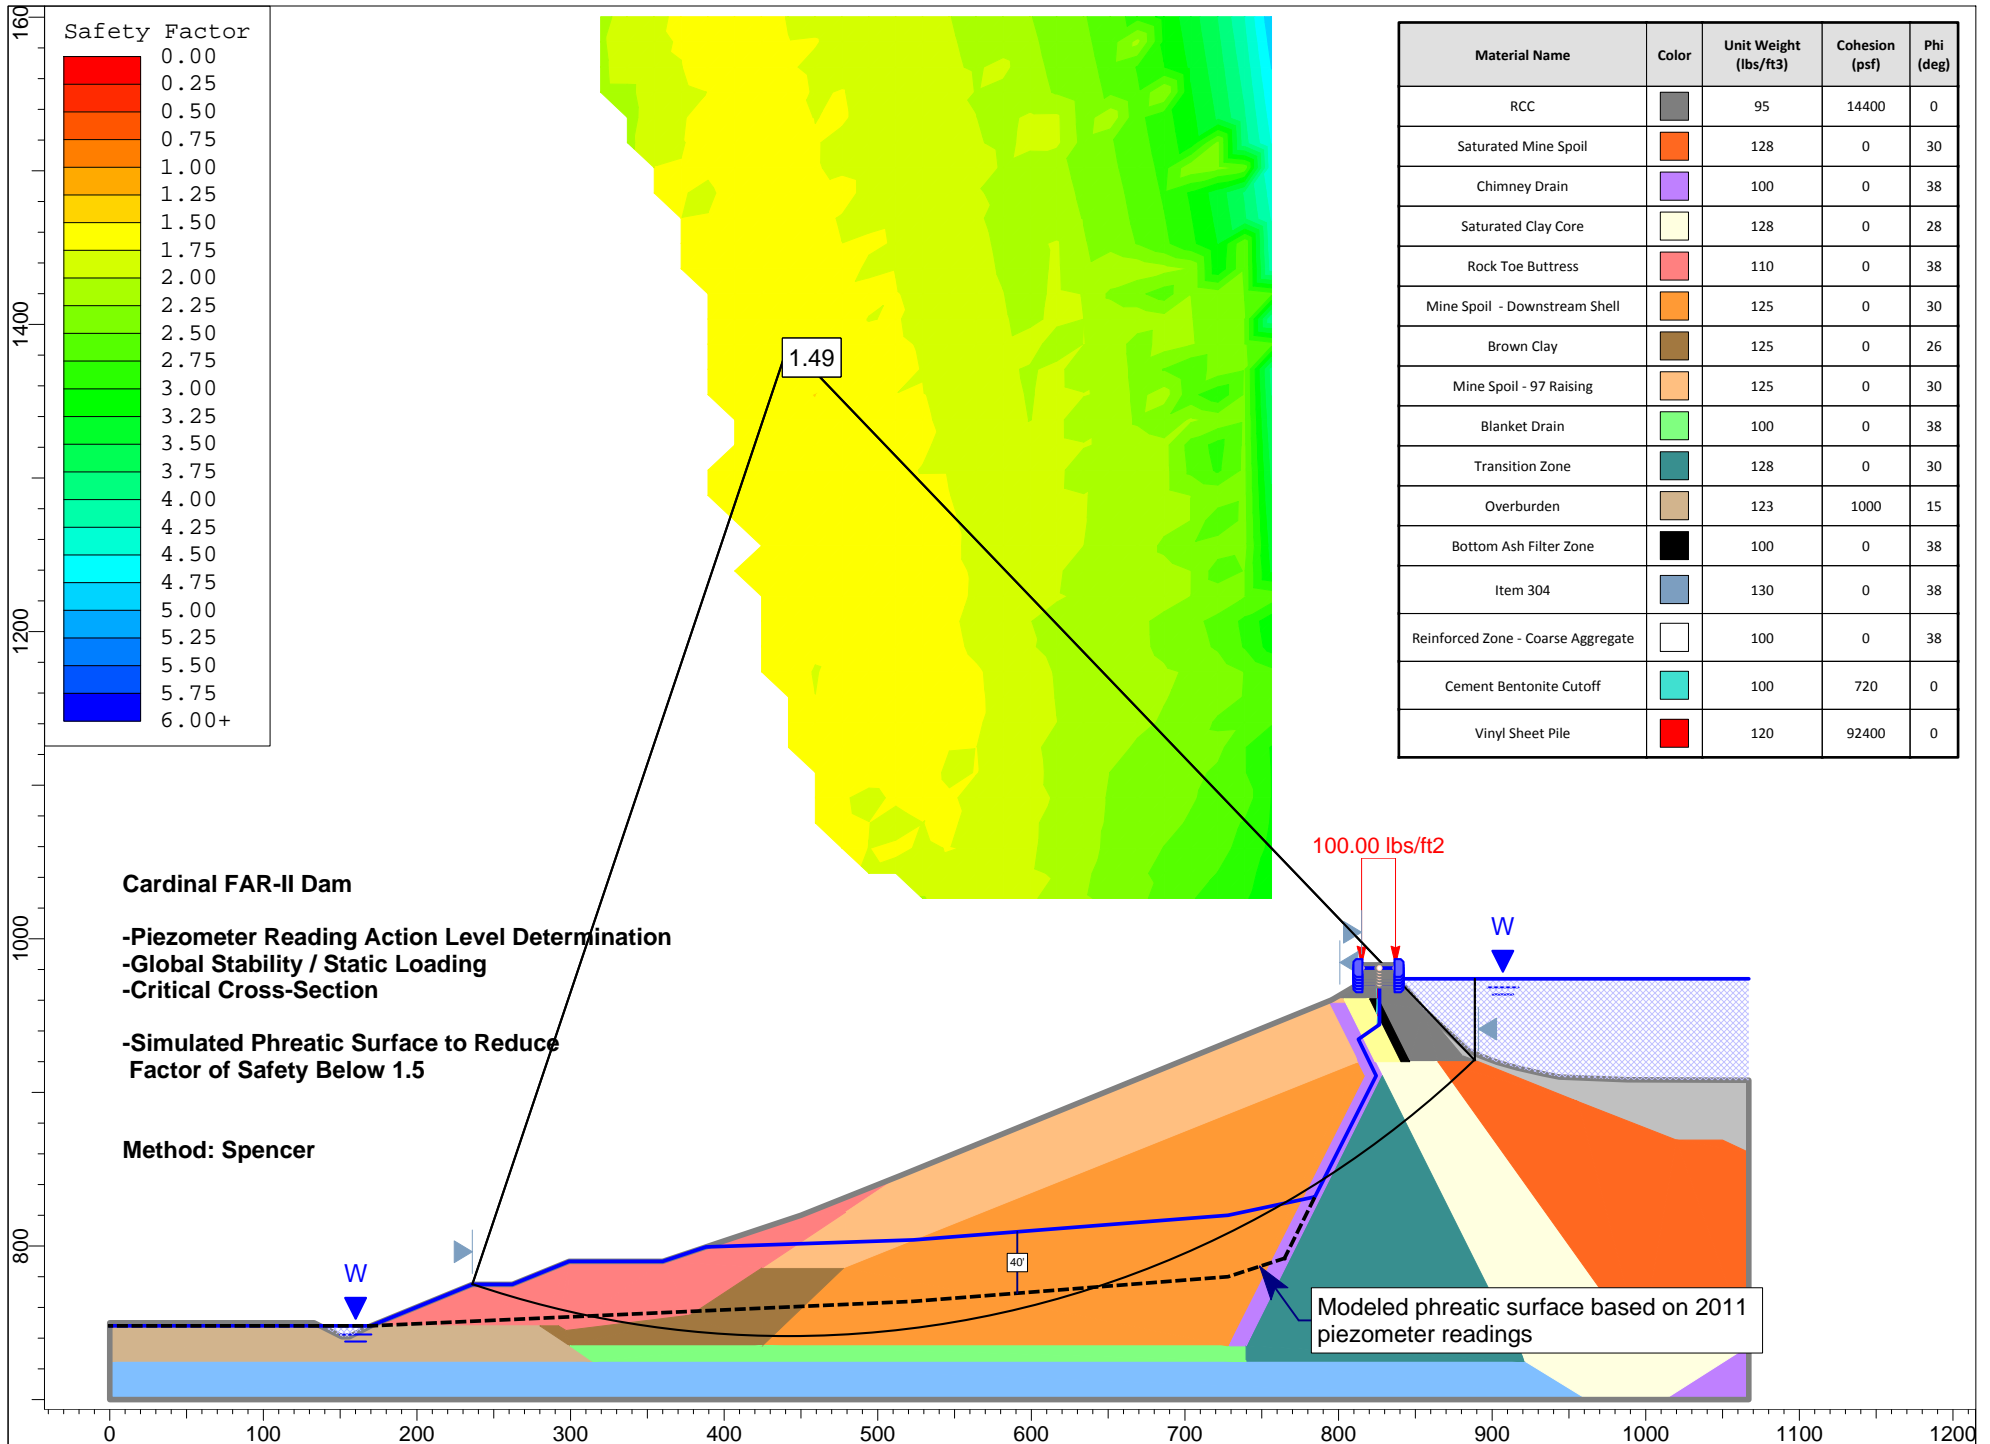 Safety Factor
0.00
0.25
0.50
0.75
1.00
1.25
1.50
1.75
2.00
2.25
2.50
2.75
3.00
3.25
3.50
3.75
4.00
4.25
4.50
4.75
5.00
5.25
5.50
5.75
6.00+
Material Name Color Unit Weight (lbs/ft3) Cohesion (psf) Phi (deg)
RCC 95 14400 0
Saturated Mine Spoil 128 0 30
Chimney Drain 100 0 38
Saturated Clay Core 128 0 28
Rock Toe Buttress 110 0 38
Mine Spoil - Downstream Shell 125 0 30
Brown Clay 125 0 26
Mine Spoil - 97 Raising 125 0 30
Blanket Drain 100 0 38
Transition Zone 128 0 30
Overburden 123 1000 15
Bottom Ash Filter Zone 100 0 38
Item 304 130 0 38
Reinforced Zone - Coarse Aggregate 100 0 38
Cement Bentonite Cutoff 100 720 0
Vinyl Sheet Pile 120 92400 0
1.49
100.00 lbs/ft2
Cardinal FAR-II Dam
-Piezometer Reading Action Level Determination
-Global Stability / Static Loading
-Critical Cross-Section
-Simulated Phreatic Surface to Reduce
Factor of Safety Below 1.5
Method: Spencer
W
W
40'
Modeled phreatic surface based on 2011
piezometer readings
160
1400
1200
1000
800
0 100 200 300 400 500 600 700 800 900 1000 1100 1200